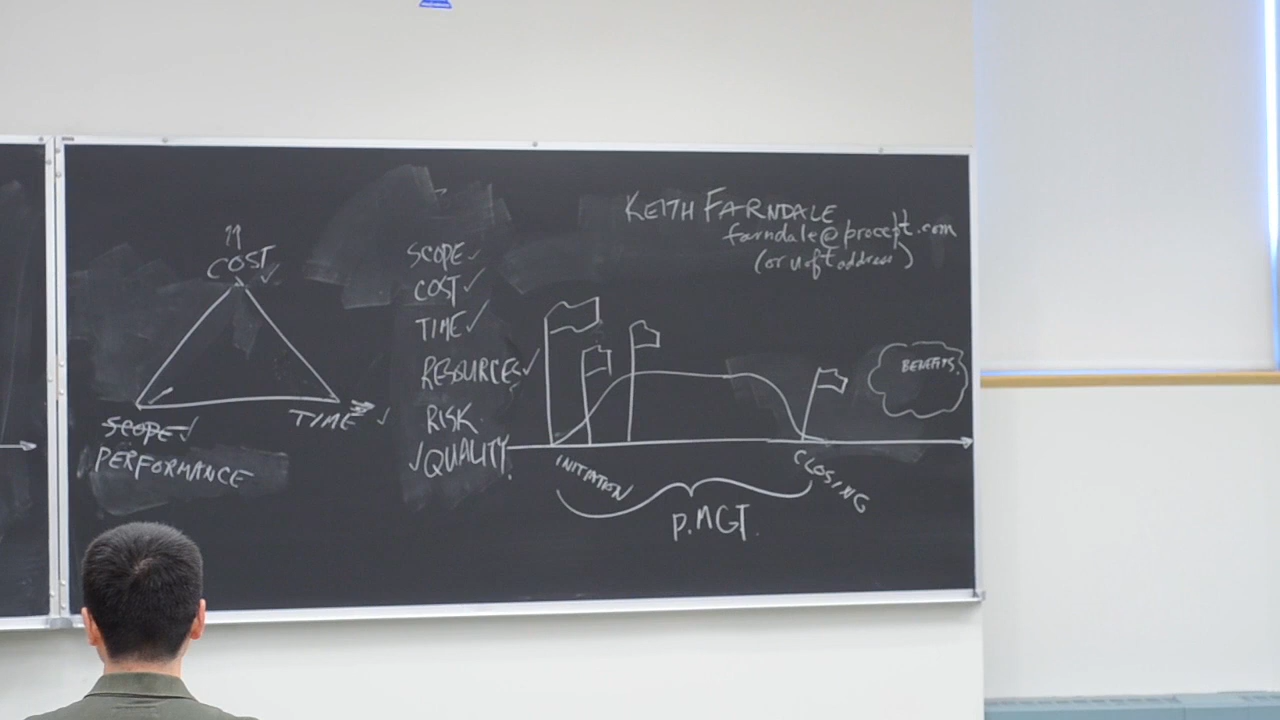 KEITH FARNDALE
farndale@procept.com
(or u of t address)
COST
SCOPE
TIME
PERFORMANCE
SCOPE
COST
TIME
RESOURCES
RISK
QUALITY
BENEFITS
INITIATION
CLOSING
P.MGT.